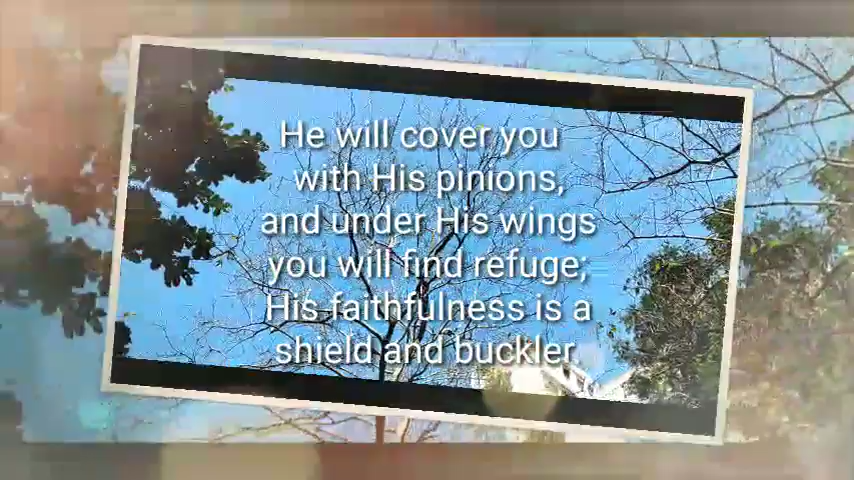 He will cover you
with His pinions,
and under His wings
you will find refuge;
His faithfulness is a
shield and buckler.